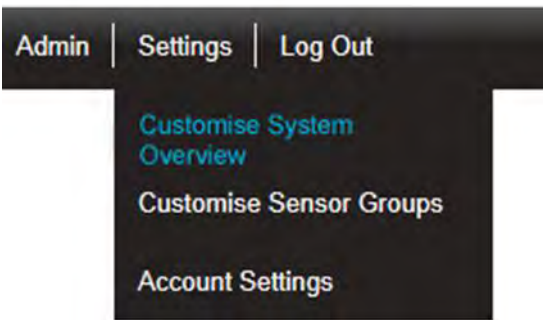 Admin | Settings | Log Out
Customise System
Overview
Customise Sensor Groups
Account Settings